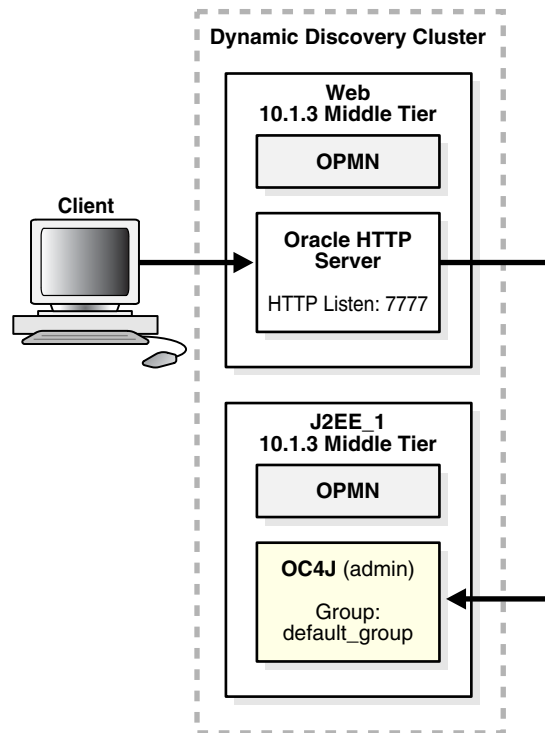 Dynamic Discovery Cluster
Web
10.1.3 Middle Tier
OPMN
Client
Oracle HTTP
Server
HTTP Listen: 7777
J2EE_1
10.1.3 Middle Tier
OPMN
OC4J (admin)
Group:
default_group